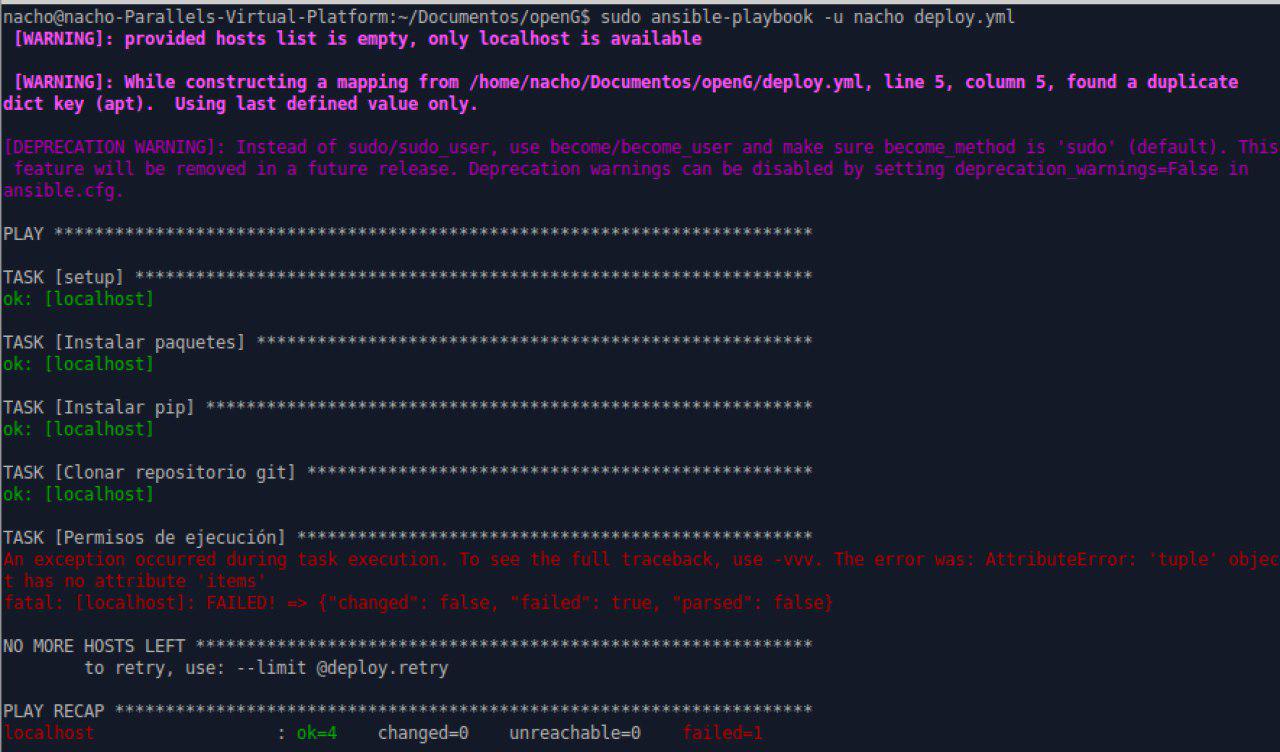 nacho@nacho-Parallels-Virtual-Platform:~/Documentos/openG$ sudo ansible-playbook -u nacho deploy.yml
 [WARNING]: provided hosts list is empty, only localhost is available
 [WARNING]: While constructing a mapping from /home/nacho/Documentos/openG/deploy.yml, line 5, column 5, found a duplicate
dict key (apt).  Using last defined value only.
[DEPRECATION WARNING]: Instead of sudo/sudo_user, use become/become_user and make sure become_method is 'sudo' (default). This
 feature will be removed in a future release. Deprecation warnings can be disabled by setting deprecation_warnings=False in
ansible.cfg.
PLAY ***************************************************************************
TASK [setup] *******************************************************************
ok: [localhost]
TASK [Instalar paquetes] *******************************************************
ok: [localhost]
TASK [Instalar pip] ************************************************************
ok: [localhost]
TASK [Clonar repositorio git] **************************************************
ok: [localhost]
TASK [Permisos de ejecución] ***************************************************
An exception occurred during task execution. To see the full traceback, use -vvv. The error was: AttributeError: 'tuple' objec
t has no attribute 'items'
fatal: [localhost]: FAILED! => {"changed": false, "failed": true, "parsed": false}
NO MORE HOSTS LEFT *************************************************************
        to retry, use: --limit @deploy.retry
PLAY RECAP *********************************************************************
localhost                  : ok=4    changed=0    unreachable=0    failed=1